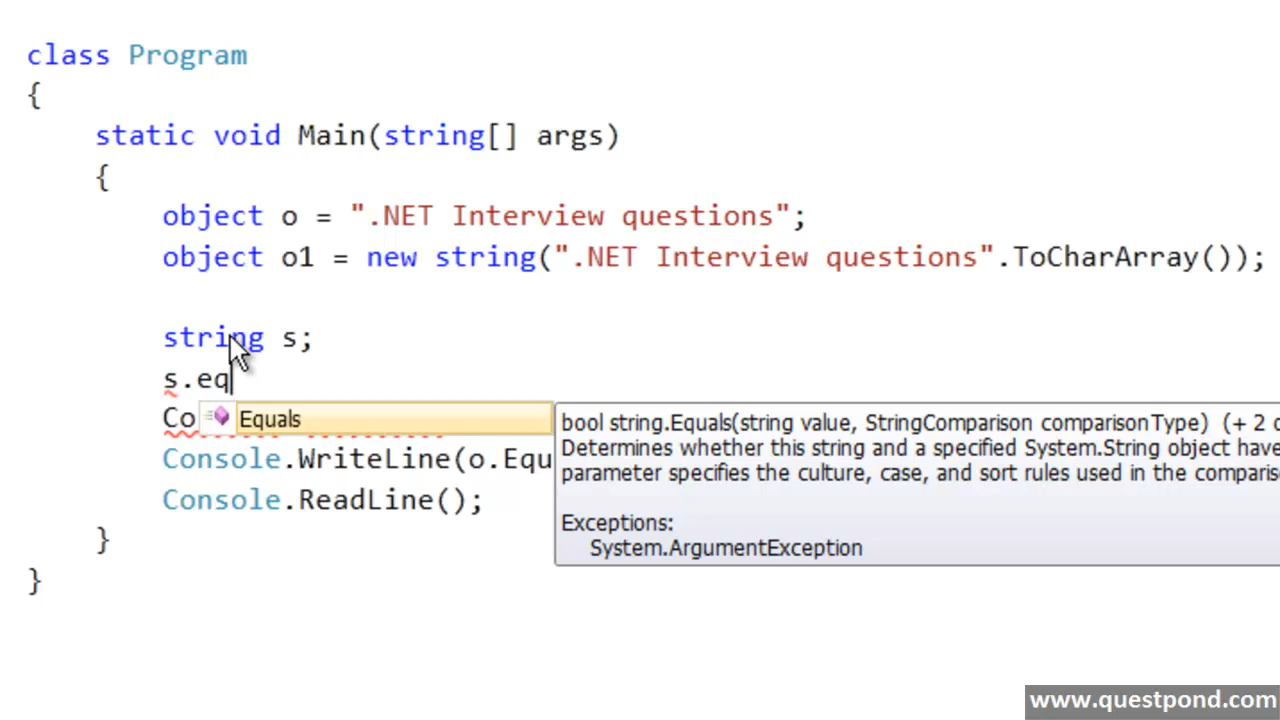 class Program
{
static void Main(string[] args)
{
object o = ".NET Interview questions";
object o1 = new string(".NET Interview questions".ToCharArray());
string s;
s.eq
Co
Equals
bool string.Equals(string value, StringComparison comparisonType) (+ 2
Determines whether this string and a specified System.String object have
parameter specifies the culture, case, and sort rules used in the
Console.WriteLine(o.Equ
Console.ReadLine();
Exceptions:
System.ArgumentException
}
}
www.questpond.com